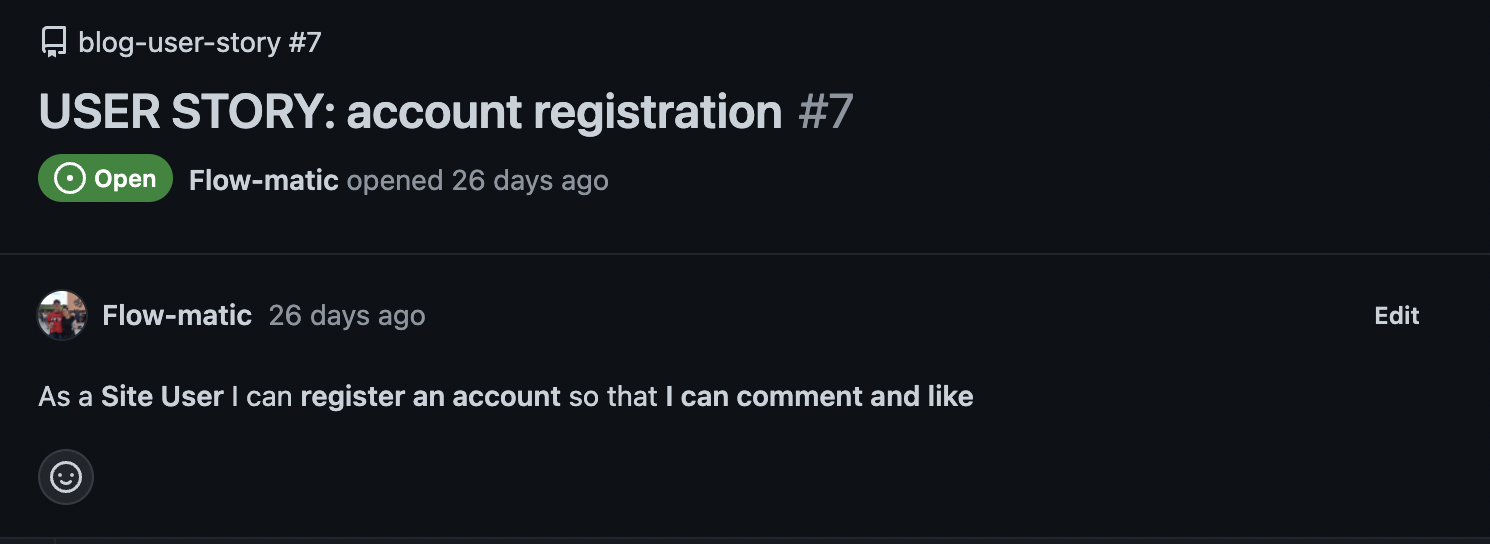 blog-user-story #7
USER STORY: account registration #7
Open Flow-matic opened 26 days ago
Flow-matic 26 days ago Edit
As a Site User I can register an account so that I can comment and like